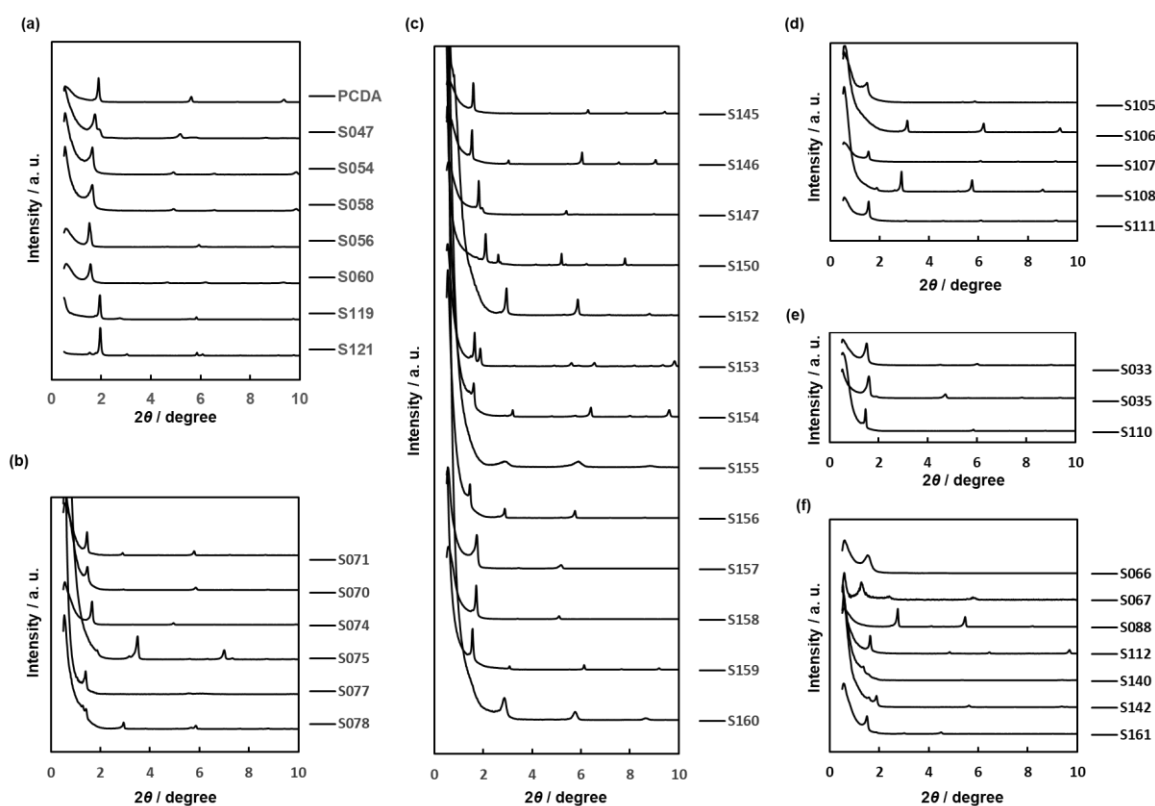 (a)
Intensity / a. u.
PCDA
S047
S054
S058
S056
S060
S119
S121
0 2 4 6 8 10
2θ / degree
(b)
Intensity / a. u.
S071
S070
S074
S075
S077
S078
0 2 4 6 8 10
2θ / degree
(c)
Intensity / a. u.
S145
S146
S147
S150
S152
S153
S154
S155
S156
S157
S158
S159
S160
0 2 4 6 8 10
2θ / degree
(d)
Intensity / a. u.
S105
S106
S107
S108
S111
0 2 4 6 8 10
2θ / degree
(e)
Intensity / a. u.
S033
S035
S110
0 2 4 6 8 10
2θ / degree
(f)
Intensity / a. u.
S066
S067
S088
S112
S140
S142
S161
0 2 4 6 8 10
2θ / degree